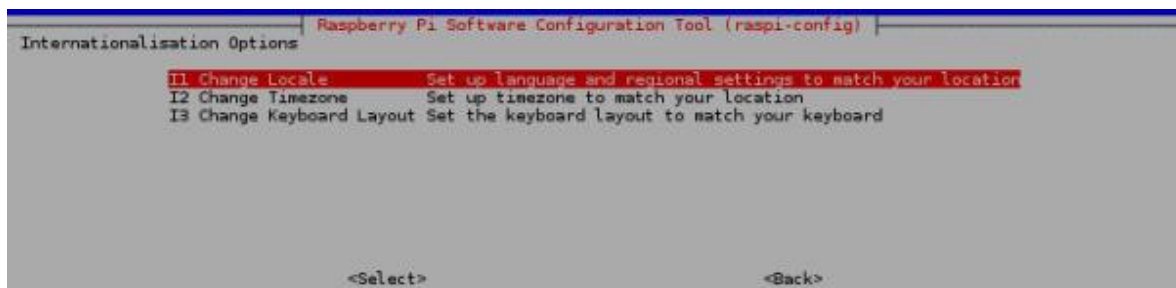 Raspberry Pi Software Configuration Tool (raspi-config)
Internationalisation Options
I1 Change Locale Set up language and regional settings to match your location
I2 Change Timezone Set up timezone to match your location
I3 Change Keyboard Layout Set the keyboard layout to match your keyboard
<Select> <Back>